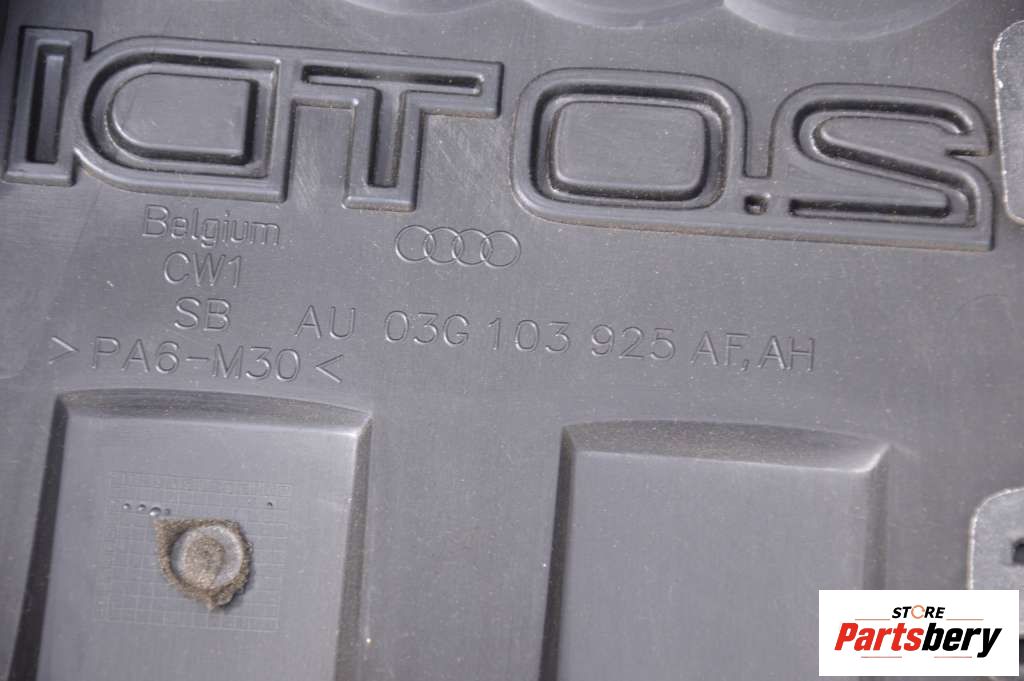 2.0 TDI
Belgium
CW1
SB
AU 03G 103 925 AF, AH
>PA6-M30<
STORE
Partsbery